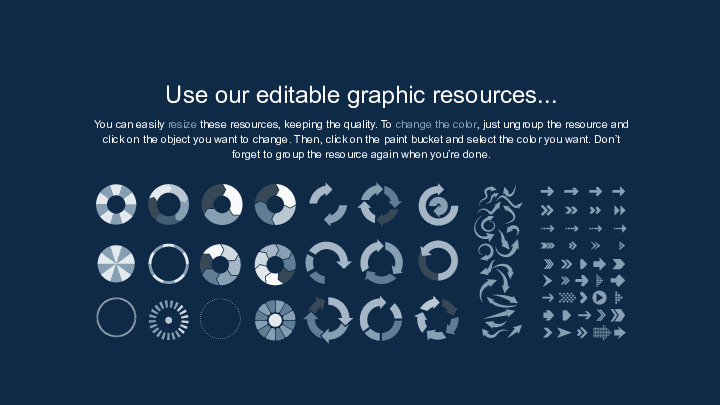 Use our editable graphic resources...
You can easily resize these resources, keeping the quality. To change the color, just ungroup the resource and
click on the object you want to change. Then, click on the paint bucket and select the color you want. Don’t
forget to group the resource again when you’re done.